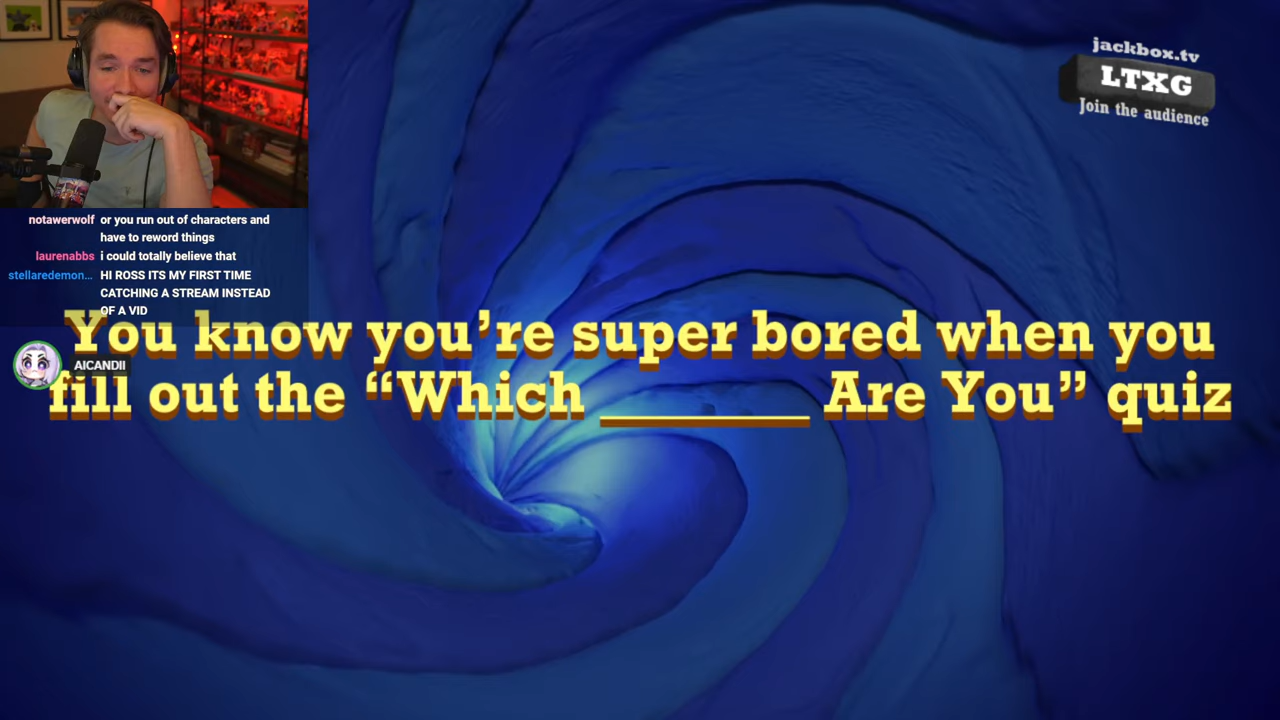 jackbox.tv
LTXG
Join the audience
notawerwolf or you run out of characters and
have to reword things
laurenabbs i could totally believe that
stellaredemon... HI ROSS ITS MY FIRST TIME
CATCHING A STREAM INSTEAD
OF A VID
You know you’re super bored when you
AICANDII
fill out the “Which ________ Are You” quiz